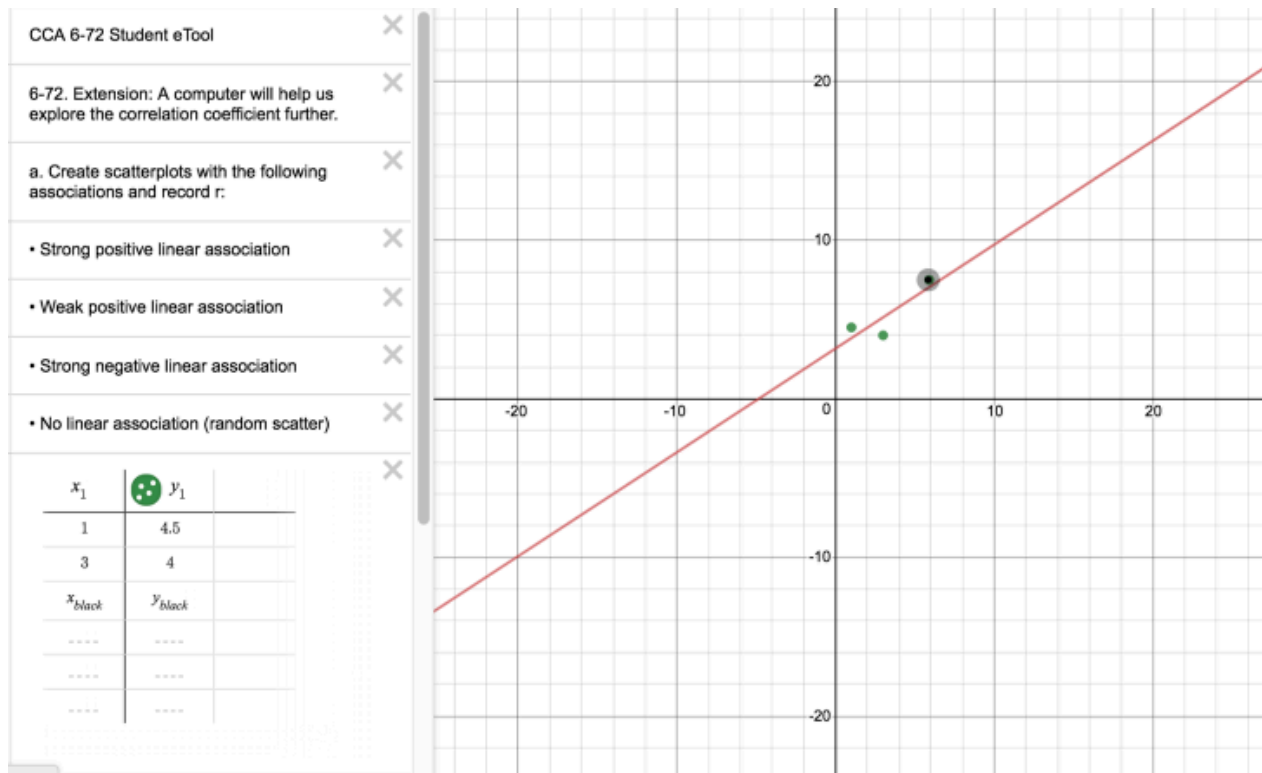 CCA 6-72 Student eTool
6-72. Extension: A computer will help us
explore the correlation coefficient further.
a. Create scatterplots with the following
associations and record r:
• Strong positive linear association
• Weak positive linear association
• Strong negative linear association
• No linear association (random scatter)
x₁ y₁
1 4.5
3 4
x_black y_black
20
10
-20 -10 0 10 20
-10
-20